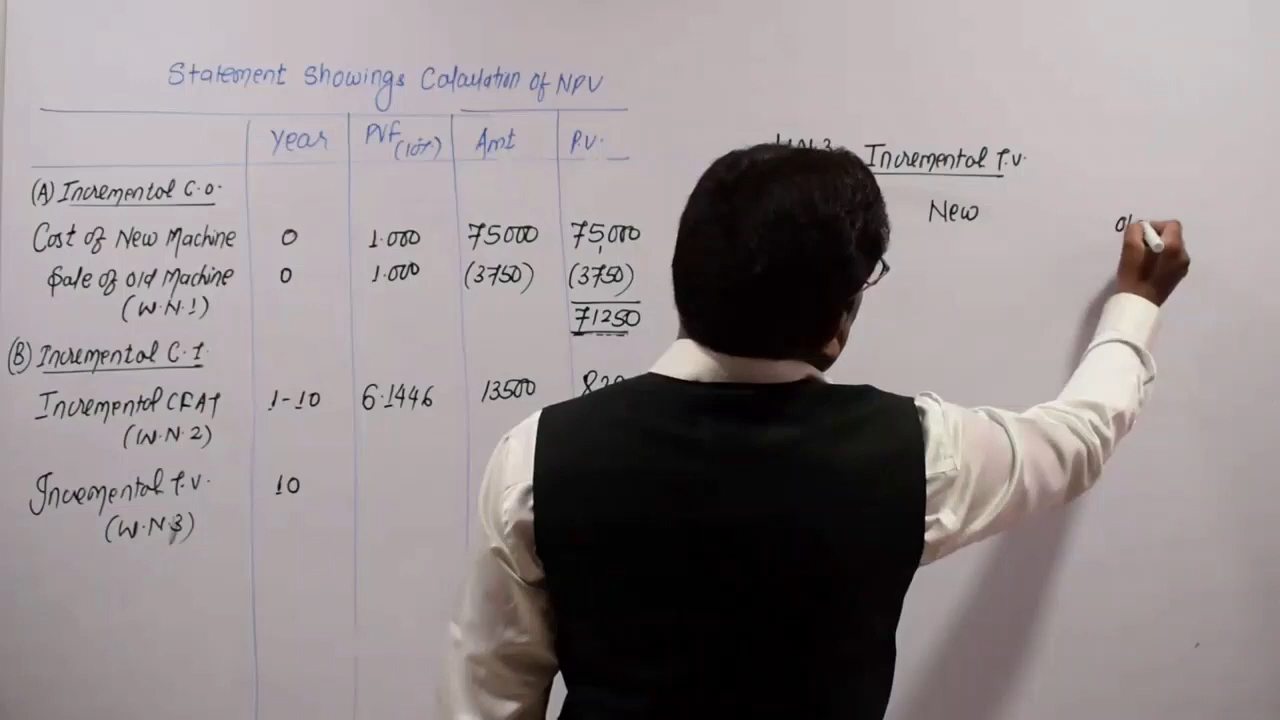 Statement Showings Calculation of NPV
Year PVF (10%) Amt P.V.
(A) Incremental C.O.
Cost of New Machine 0 1.000 75000 75,000
Sale of old Machine 0 1.000 (3750) (3750)
(W.N.1)
71250
(B) Incremental C.I.
Incremental CFAT 1-10 6.1446 13500
(W.N.2)
Incremental T.V. 10
(W.N.3)
Incremental T.V.
New